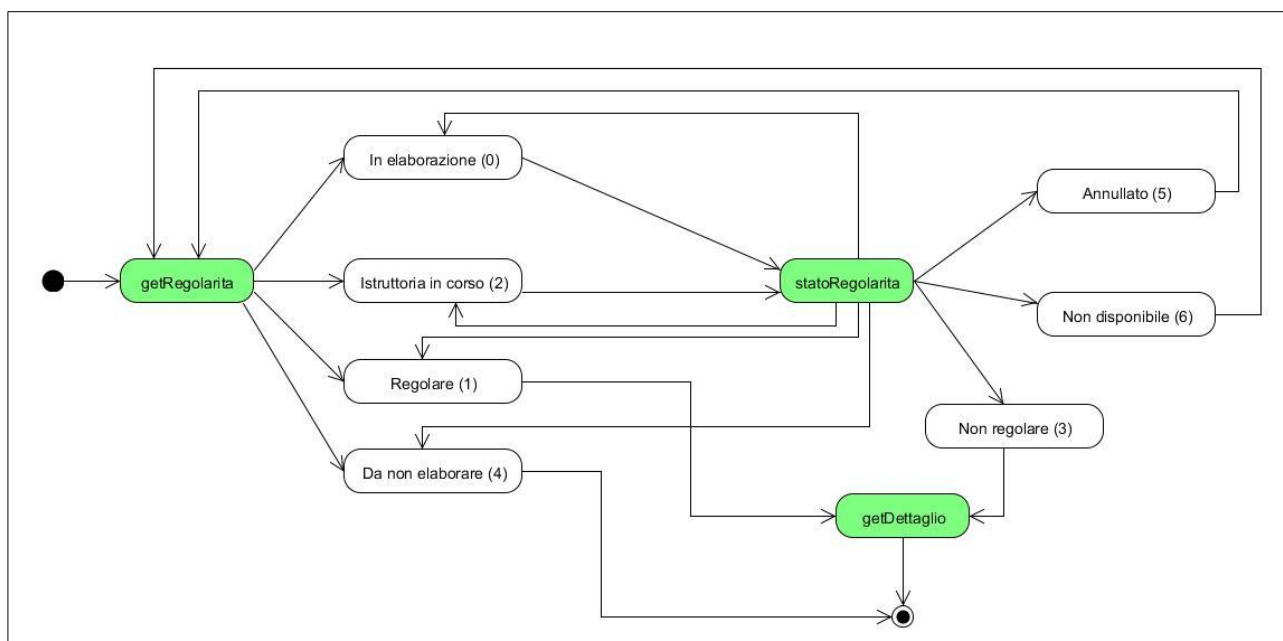 In elaborazione (0)
Annullato (5)
getRegolarita
Istruttoria in corso (2)
statoRegolarita
Non disponibile (6)
Regolare (1)
Non regolare (3)
Da non elaborare (4)
getDettaglio